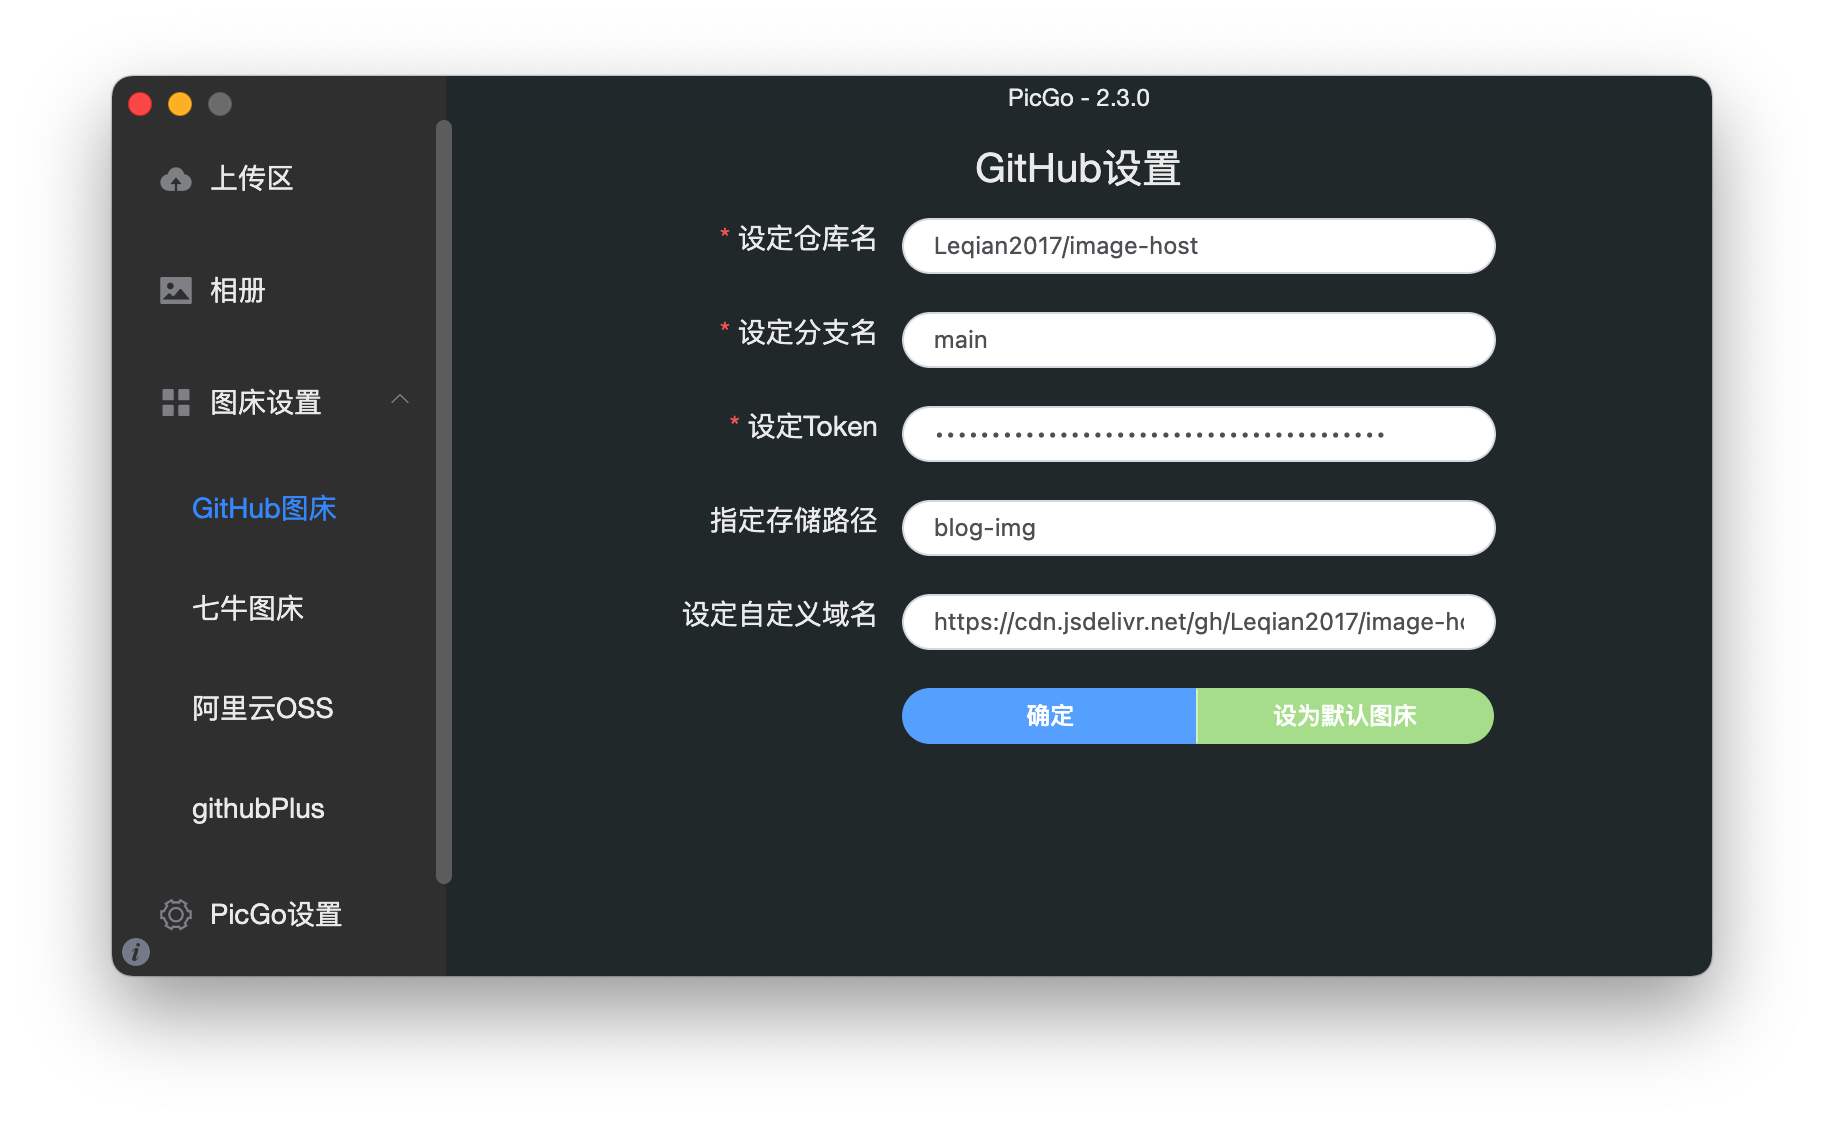 PicGo - 2.3.0
上传区
相册
图床设置
GitHub图床
七牛图床
阿里云OSS
githubPlus
PicGo设置
GitHub设置
* 设定仓库名
Leqian2017/image-host
* 设定分支名
main
* 设定Token
••••••••••••••••••••••••••••••••••••••••
指定存储路径
blog-img
设定自定义域名
https://cdn.jsdelivr.net/gh/Leqian2017/image-h
确定
设为默认图床